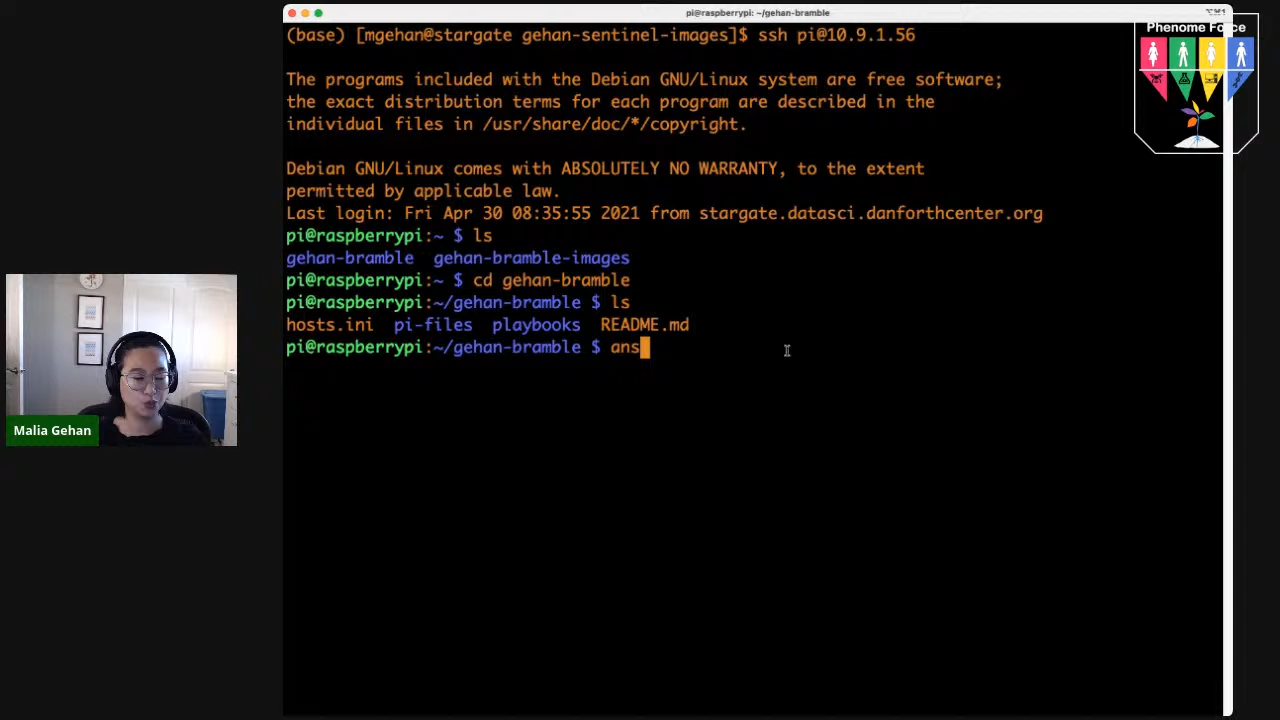 pi@raspberrypi: ~/gehan-bramble
⌥⌘1
(base) [mgehan@stargate gehan-sentinel-images]$ ssh pi@10.9.1.56
The programs included with the Debian GNU/Linux system are free software;
the exact distribution terms for each program are described in the
individual files in /usr/share/doc/*/copyright.
Debian GNU/Linux comes with ABSOLUTELY NO WARRANTY, to the extent
permitted by applicable law.
Last login: Fri Apr 30 08:35:55 2021 from stargate.datasci.danforthcenter.org
pi@raspberrypi:~ $ ls
gehan-bramble  gehan-bramble-images
pi@raspberrypi:~ $ cd gehan-bramble
pi@raspberrypi:~/gehan-bramble $ ls
hosts.ini  pi-files  playbooks  README.md
pi@raspberrypi:~/gehan-bramble $ ans
Phenome Force
Malia Gehan